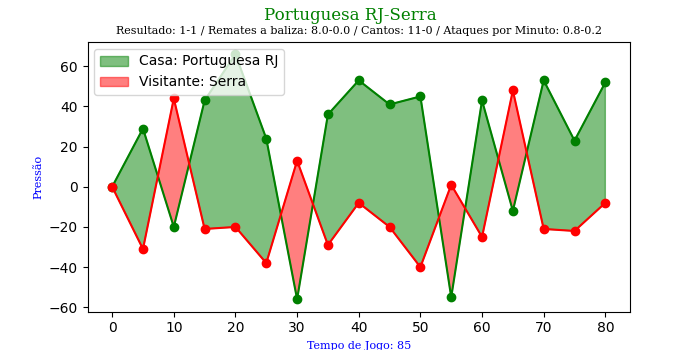 Portuguesa RJ-Serra
Resultado: 1-1 / Remates a baliza: 8.0-0.0 / Cantos: 11-0 / Ataques por Minuto: 0.8-0.2
Casa: Portuguesa RJ
Visitante: Serra
Pressão
60
40
20
0
−20
−40
−60
0 10 20 30 40 50 60 70 80
Tempo de Jogo: 85